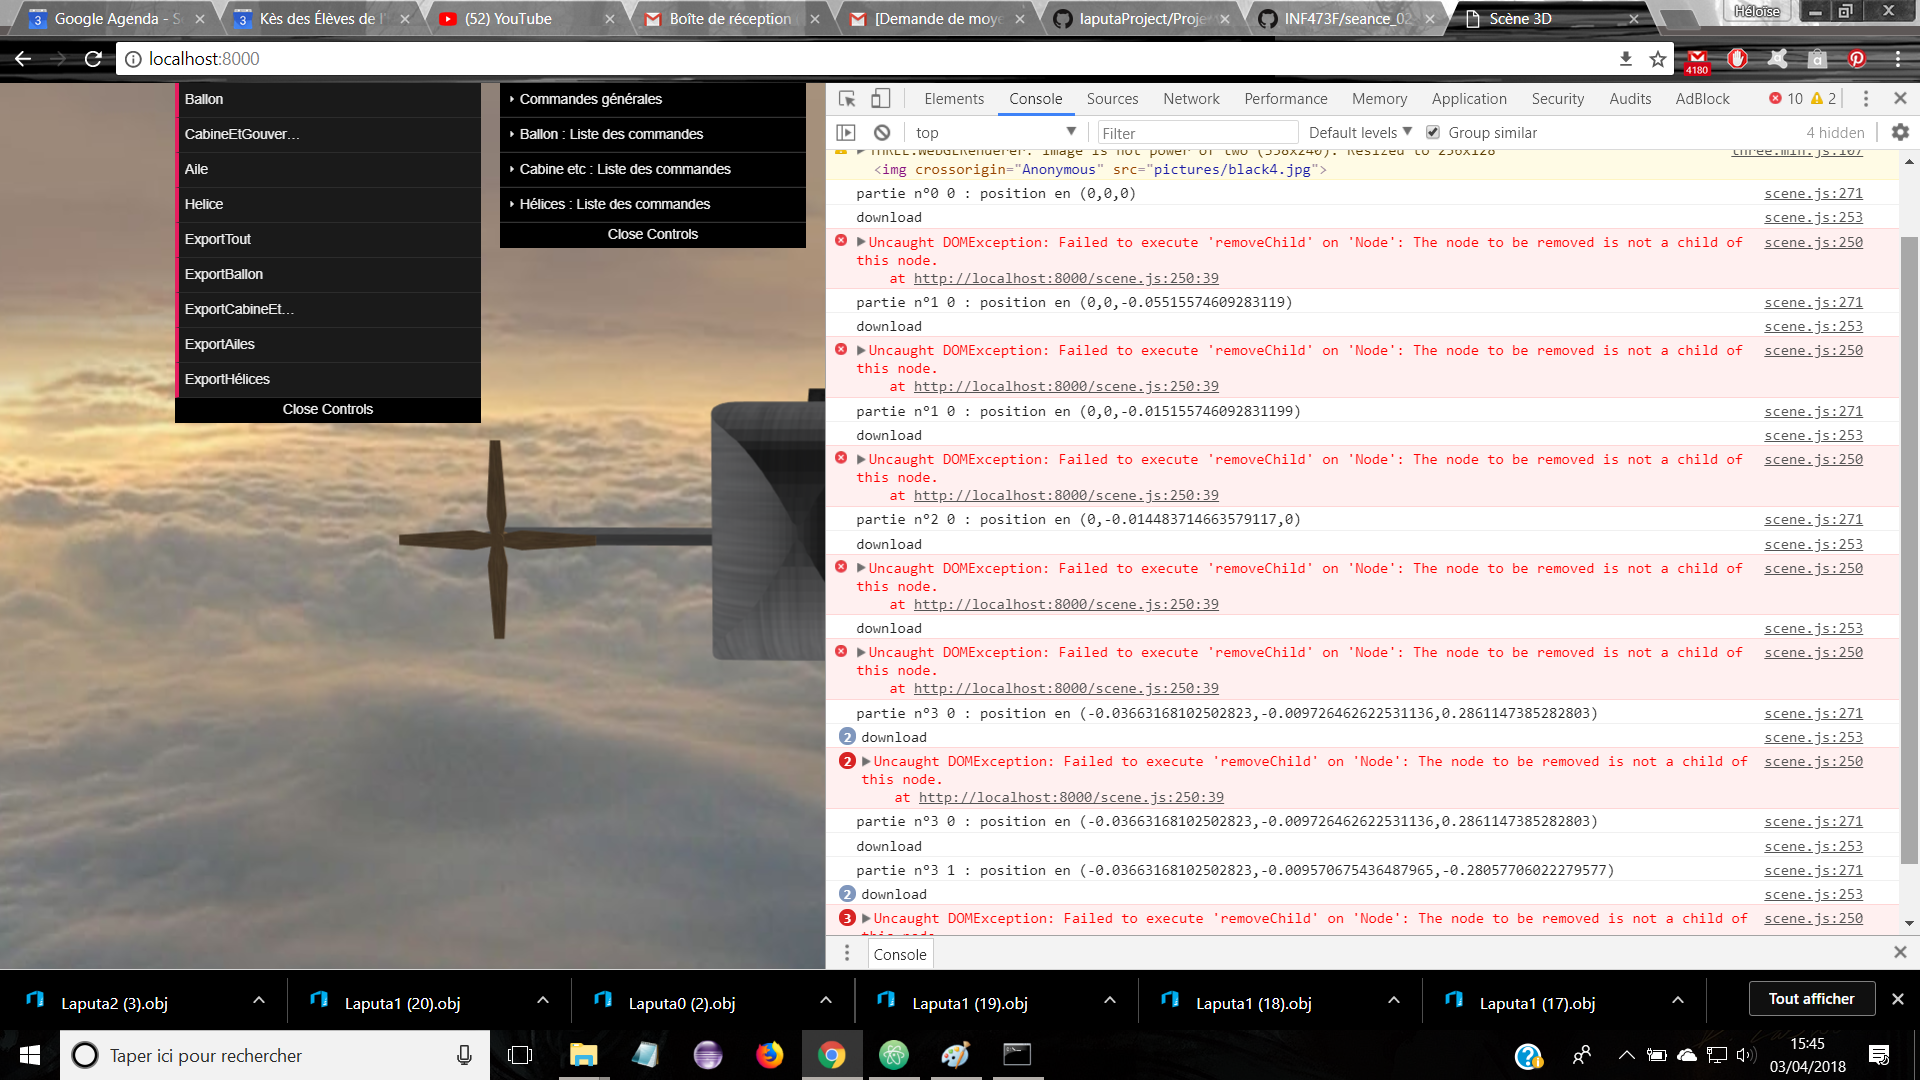 Google Agenda - S
Kès des Élèves de l'
(52) YouTube
Boîte de réception
[Demande de moye
laputaProject/Proje
INF473F/seance_02
Scène 3D
Héloïse
localhost:8000
4180
Ballon
CabineEtGouver...
Aile
Helice
ExportTout
ExportBallon
ExportCabineEt...
ExportAiles
ExportHélices
Close Controls
Commandes générales
Ballon : Liste des commandes
Cabine etc : Liste des commandes
Hélices : Liste des commandes
Close Controls
Elements Console Sources Network Performance Memory Application Security Audits AdBlock 10 2
top Filter Default levels Group similar 4 hidden
THREE.WebGLRenderer: image is not power of two (358x240). Resized to 256x128 three.min.js:107
<img crossorigin="Anonymous" src="pictures/black4.jpg">
partie n°0 0 : position en (0,0,0) scene.js:271
download scene.js:253
Uncaught DOMException: Failed to execute 'removeChild' on 'Node': The node to be removed is not a child of scene.js:250
this node.
at http://localhost:8000/scene.js:250:39
partie n°1 0 : position en (0,0,-0.05515574609283119) scene.js:271
download scene.js:253
Uncaught DOMException: Failed to execute 'removeChild' on 'Node': The node to be removed is not a child of scene.js:250
this node.
at http://localhost:8000/scene.js:250:39
partie n°1 0 : position en (0,0,-0.015155746092831199) scene.js:271
download scene.js:253
Uncaught DOMException: Failed to execute 'removeChild' on 'Node': The node to be removed is not a child of scene.js:250
this node.
at http://localhost:8000/scene.js:250:39
partie n°2 0 : position en (0,-0.014483714663579117,0) scene.js:271
download scene.js:253
Uncaught DOMException: Failed to execute 'removeChild' on 'Node': The node to be removed is not a child of scene.js:250
this node.
at http://localhost:8000/scene.js:250:39
download scene.js:253
Uncaught DOMException: Failed to execute 'removeChild' on 'Node': The node to be removed is not a child of scene.js:250
this node.
at http://localhost:8000/scene.js:250:39
partie n°3 0 : position en (-0.03663168102502823,-0.009726462622531136,0.2861147385282803) scene.js:271
2 download scene.js:253
2 Uncaught DOMException: Failed to execute 'removeChild' on 'Node': The node to be removed is not a child of scene.js:250
this node.
at http://localhost:8000/scene.js:250:39
partie n°3 0 : position en (-0.03663168102502823,-0.009726462622531136,0.2861147385282803) scene.js:271
download scene.js:253
partie n°3 1 : position en (-0.03663168102502823,-0.009570675436487965,-0.28057706022279577) scene.js:271
2 download scene.js:253
3 Uncaught DOMException: Failed to execute 'removeChild' on 'Node': The node to be removed is not a child of scene.js:250
this node.
Console
Laputa2 (3).obj
Laputa1 (20).obj
Laputa0 (2).obj
Laputa1 (19).obj
Laputa1 (18).obj
Laputa1 (17).obj
Tout afficher
Taper ici pour rechercher
15:45
03/04/2018